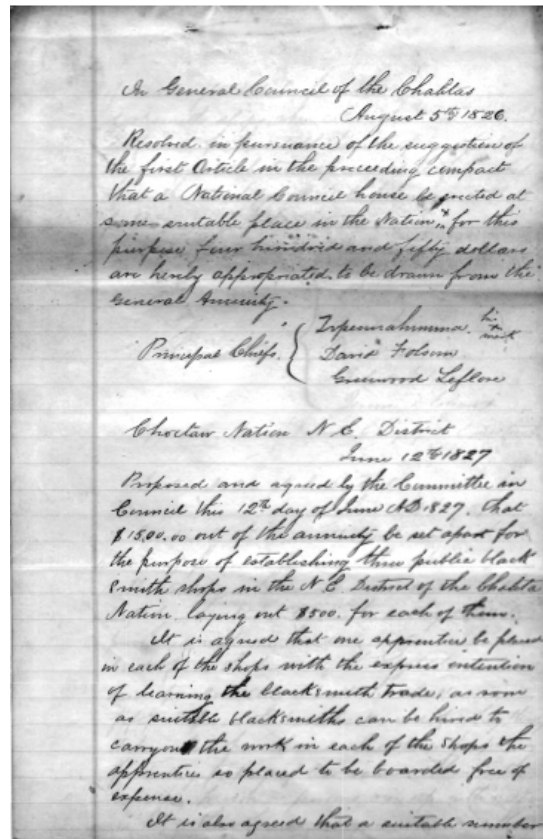 In General Council of the Chahtas
August 5th 1826.
Resolved in pursuance of the suggestion of
the first Article in the preceeding compact
that a National Council house be erected at
some suitable place in the Nation, & for this
purpose four hundred and fifty dollars
are hereby appropriated to be drawn from the
General Annuity.
his
Principal Chiefs. { x mark
David Folsom
Greenwood Leflore
Choctaw Nation N. E. District
June 12th 1827
Proposed and agreed by the Committee in
Council this 12th day of June A.D. 1827, that
$1500.00 out of the annuity be set apart for
the purpose of establishing three public black
smith shops in the N. E. District of the Chahta
Nation, laying out $500. for each of them.
It is agreed that one apprentice be placed
in each of the shops with the express intention
of learning the blacksmith trade, as soon
as suitable blacksmiths can be hired to
carry on the work in each of the shops the
apprentice so placed to be boarded free of
expense.
It is also agreed that a suitable number